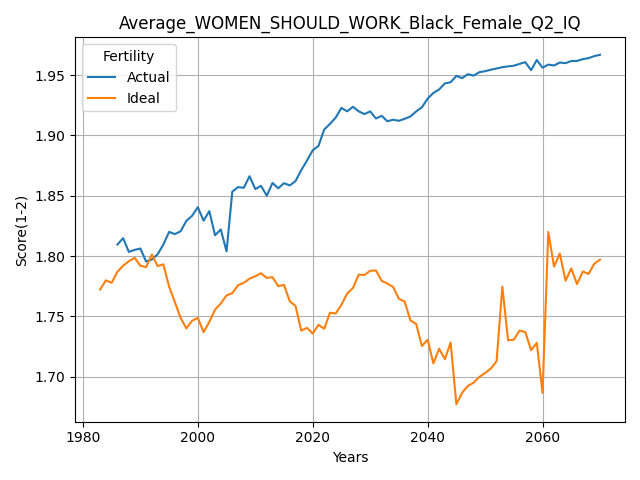 Average_WOMEN_SHOULD_WORK_Black_Female_Q2_IQ
Fertility
Actual
Ideal
Score(1-2)
1.95
1.90
1.85
1.80
1.75
1.70
1980
2000
2020
2040
2060
Years